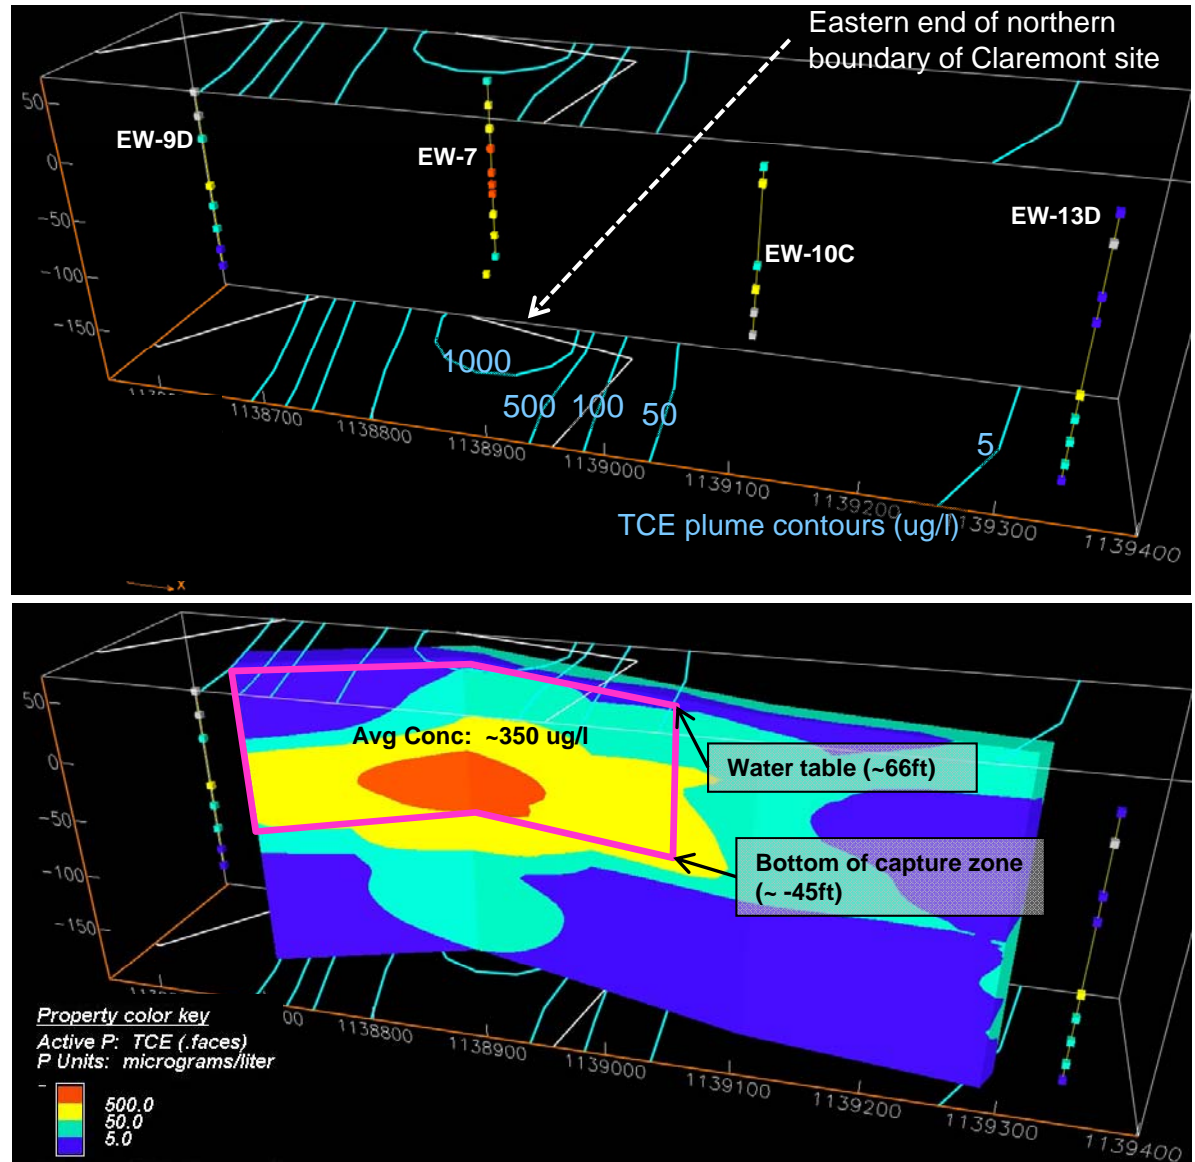 Eastern end of northern
boundary of Claremont site
50
0
-50
-100
-150
EW-9D
EW-7
EW-10C
EW-13D
1000
500
100
50
5
1138700
1138800
1138900
1139000
1139100
1139200
1139300
1139400
TCE plume contours (ug/l)
x
50
0
-50
-100
-150
Avg Conc: ~350 ug/l
Water table (~66ft)
Bottom of capture zone
(~ -45ft)
00
1138800
1138900
1139000
1139100
1139200
1139300
1139400
Property color key
Active P: TCE (.faces)
P Units: micrograms/liter
500.0
50.0
5.0